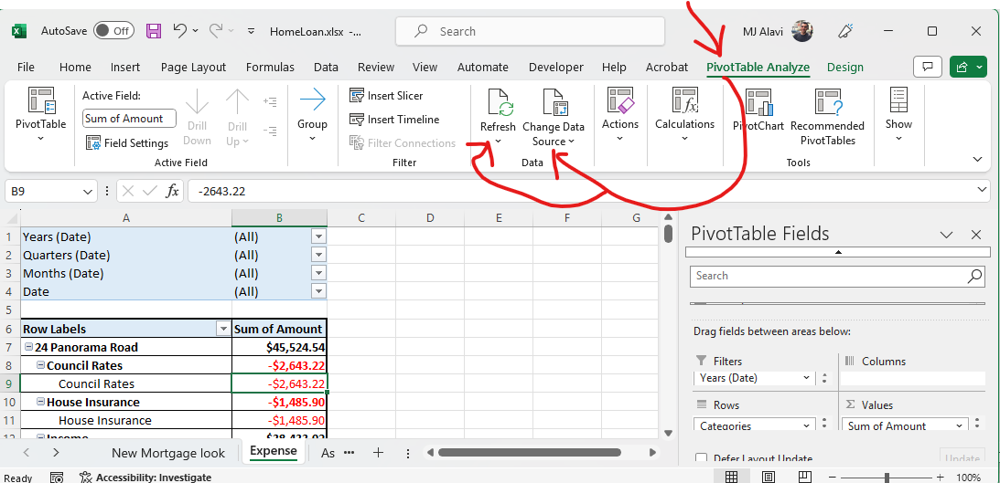 AutoSave Off HomeLoan.xlsx -... Search MJ Alavi
File Home Insert Page Layout Formulas Data Review View Automate Developer Help Acrobat PivotTable Analyze Design
PivotTable
Active Field:
Sum of Amount
Field Settings
Drill Down
Drill Up
Active Field
Group
Insert Slicer
Insert Timeline
Filter Connections
Filter
Refresh
Change Data
Source
Data
Actions
Calculations
PivotChart
Recommended
PivotTables
Tools
Show
B9 fx -2643.22
A B C D E F G
1 Years (Date) (All)
2 Quarters (Date) (All)
3 Months (Date) (All)
4 Date (All)
5
6 Row Labels Sum of Amount
7 24 Panorama Road $45,524.54
8 Council Rates -$2,643.22
9 Council Rates -$2,643.22
10 House Insurance -$1,485.90
11 House Insurance -$1,485.90
12 Income
PivotTable Fields
Search
Drag fields between areas below:
Filters
Years (Date)
Columns
Rows
Categories
Σ Values
Sum of Amount
Defer Layout Update Update
New Mortgage look Expense As ...
Ready Accessibility: Investigate 100%